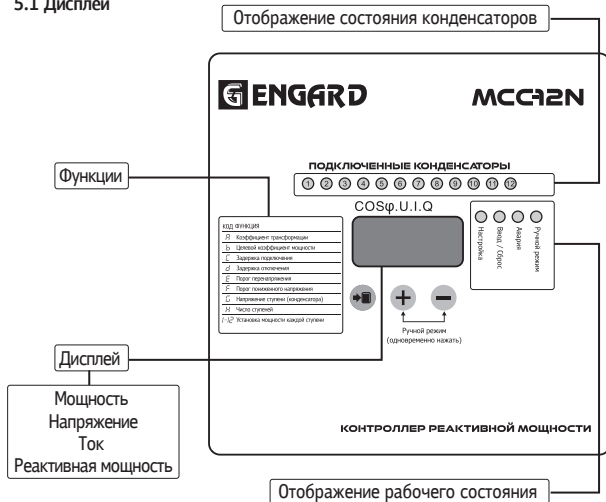 5.1 Дисплей
Отображение состояния конденсаторов
ENGARD
MCC-12N
ПОДКЛЮЧЕННЫЕ КОНДЕНСАТОРЫ
1 2 3 4 5 6 7 8 9 10 11 12
Функции
COSφ.U.I.Q
КОД ФУНКЦИЯ
A Коэффициент трансформации
b Целевой коэффициент мощности
C Задержка подключения
d Задержка отключения
E Порог перенапряжения
F Порог пониженного напряжения
G Напряжение ступени (конденсатора)
H Число ступеней
1-12 Установка мощности каждой ступени
Настройка
Ввод / Сброс
Авария
Ручной режим
+ −
Ручной режим
(одновременно нажать)
Дисплей
Мощность
Напряжение
Ток
Реактивная мощность
КОНТРОЛЛЕР РЕАКТИВНОЙ МОЩНОСТИ
Отображение рабочего состояния